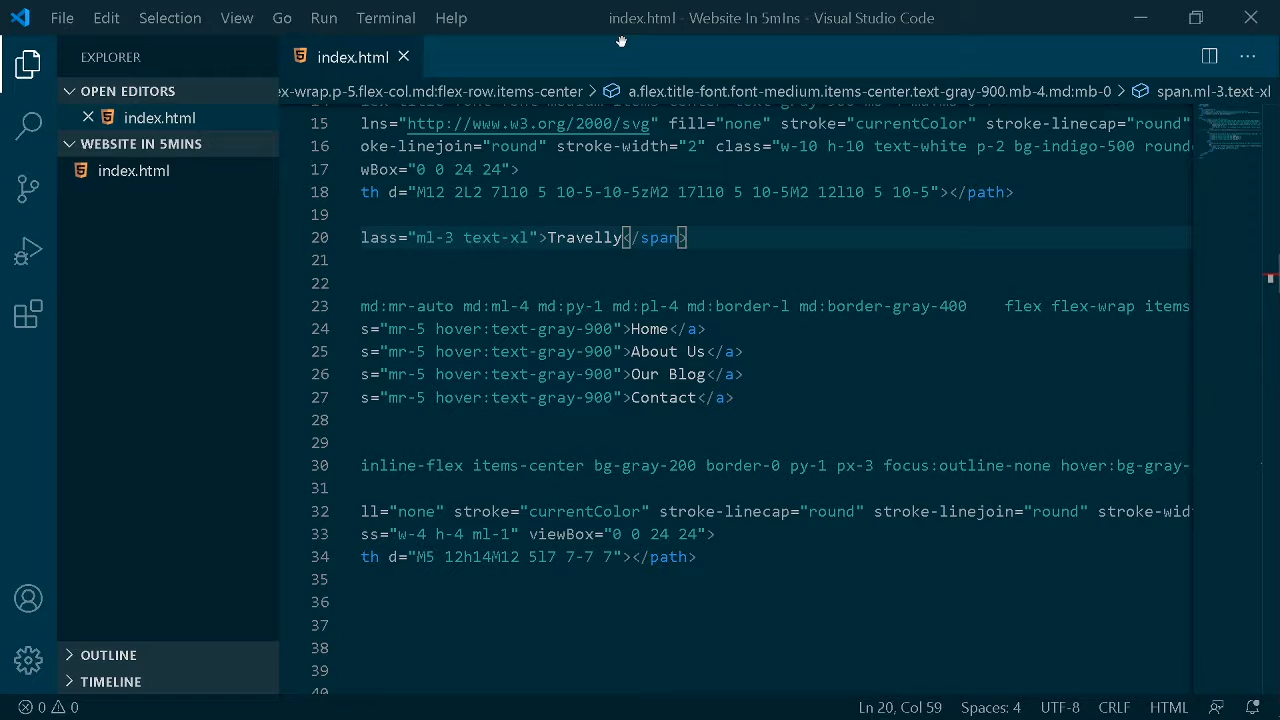 File Edit Selection View Go Run Terminal Help index.html - Website In 5mIns - Visual Studio Code
EXPLORER
index.html
OPEN EDITORS
index.html
WEBSITE IN 5MINS
index.html
OUTLINE
TIMELINE
ex-wrap.p-5.flex-col.md:flex-row.items-center > a.flex.title-font.font-medium.items-center.text-gray-900.mb-4.md:mb-0 > span.ml-3.text-xl
15 lns="http://www.w3.org/2000/svg" fill="none" stroke="currentColor" stroke-linecap="round"
16 oke-linejoin="round" stroke-width="2" class="w-10 h-10 text-white p-2 bg-indigo-500 rounde
17 wBox="0 0 24 24">
18 th d="M12 2L2 7l10 5 10-5-10-5zM2 17l10 5 10-5M2 12l10 5 10-5"></path>
19
20 lass="ml-3 text-xl">Travelly</span>
21
22
23 md:mr-auto md:ml-4 md:py-1 md:pl-4 md:border-l md:border-gray-400 flex flex-wrap items
24 s="mr-5 hover:text-gray-900">Home</a>
25 s="mr-5 hover:text-gray-900">About Us</a>
26 s="mr-5 hover:text-gray-900">Our Blog</a>
27 s="mr-5 hover:text-gray-900">Contact</a>
28
29
30 inline-flex items-center bg-gray-200 border-0 py-1 px-3 focus:outline-none hover:bg-gray-
31
32 ll="none" stroke="currentColor" stroke-linecap="round" stroke-linejoin="round" stroke-wid
33 ss="w-4 h-4 ml-1" viewBox="0 0 24 24">
34 th d="M5 12h14M12 5l7 7-7 7"></path>
35
36
37
38
39
40
0 0 Ln 20, Col 59 Spaces: 4 UTF-8 CRLF HTML